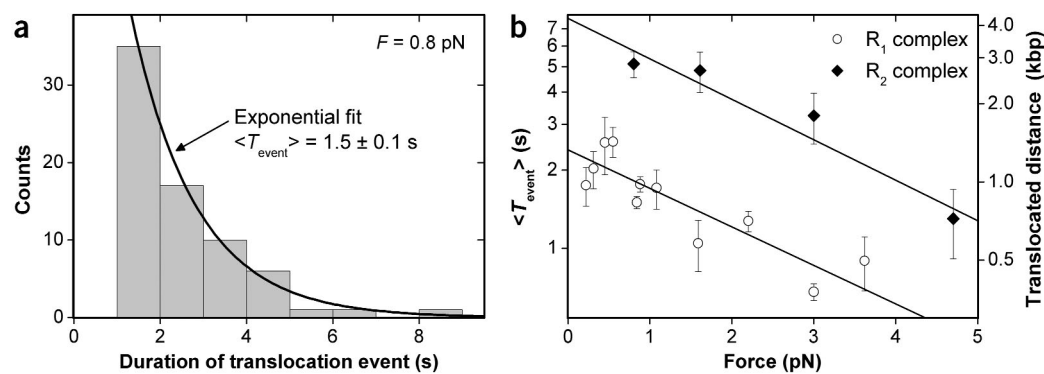 a
F = 0.8 pN
Exponential fit
<T_event> = 1.5 ± 0.1 s
Counts
30
20
10
0
0
2
4
6
8
Duration of translocation event (s)
b
R₁ complex
R₂ complex
<T_event> (s)
7
6
5
4
3
2
1
4.0
3.0
2.0
1.0
0.5
Translocated distance (kbp)
0
1
2
3
4
5
Force (pN)